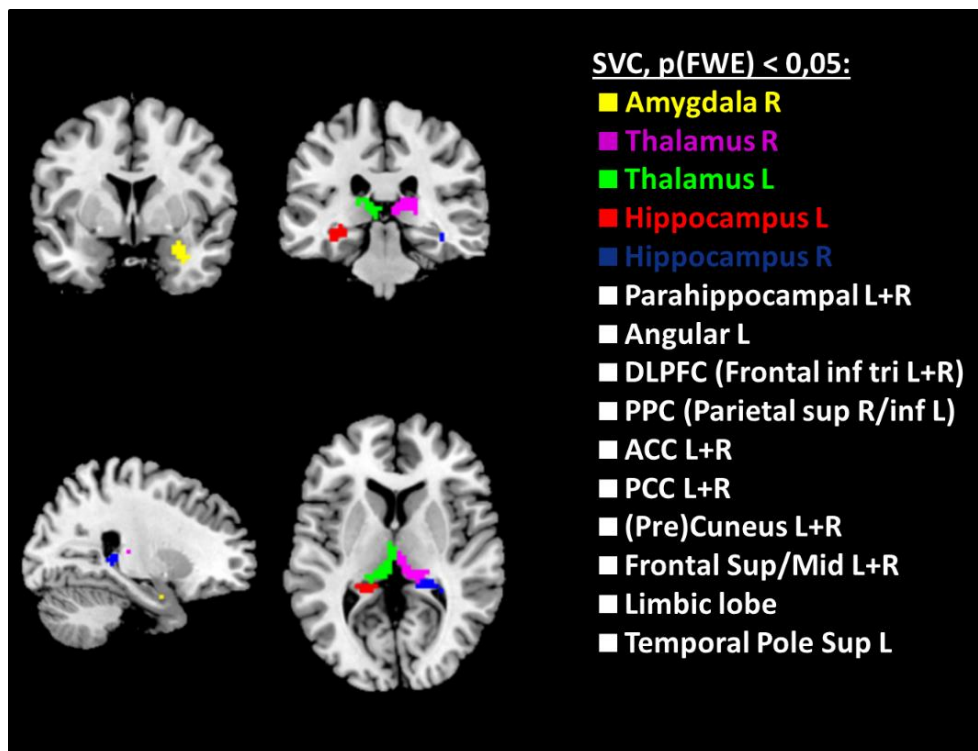 SVC, p(FWE) < 0,05:
Amygdala R
Thalamus R
Thalamus L
Hippocampus L
Hippocampus R
Parahippocampal L+R
Angular L
DLPFC (Frontal inf tri L+R)
PPC (Parietal sup R/inf L)
ACC L+R
PCC L+R
(Pre)Cuneus L+R
Frontal Sup/Mid L+R
Limbic lobe
Temporal Pole Sup L